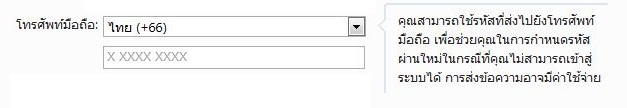 โทรศัพท์มือถือ: ไทย (+66)
X XXXX XXXX
คุณสามารถใช้รหัสที่ส่งไปยังโทรศัพท์
มือถือ เพื่อช่วยคุณในการกำหนดรหัส
ผ่านใหม่ในกรณีที่คุณไม่สามารถเข้าสู่
ระบบได้ การส่งข้อความอาจมีค่าใช้จ่าย